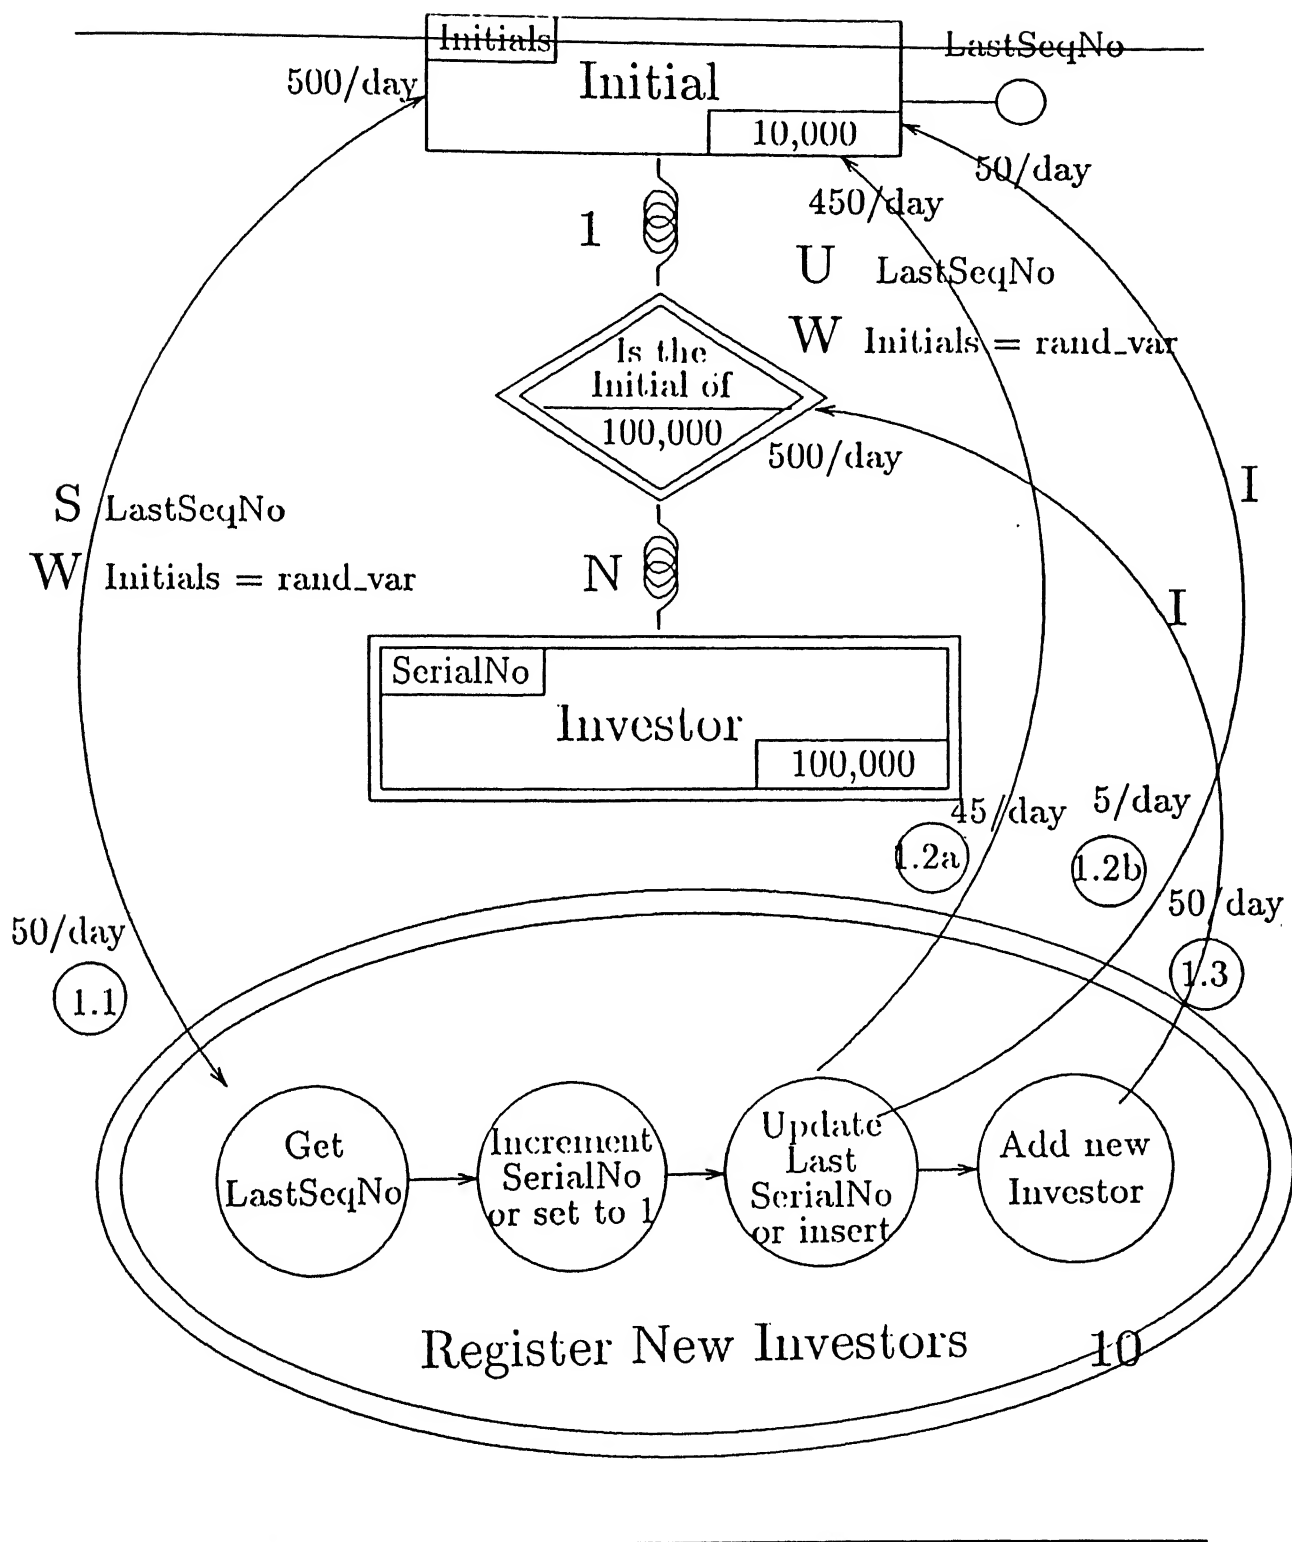 Initials
LastSeqNo
500/day
Initial
10,000
50/day
450/day
1
U LastSeqNo
W Initials = rand_var
Is the
Initial of
100,000
500/day
I
S LastSeqNo
W Initials = rand_var
N
I
SerialNo
Investor
100,000
45/day
5/day
1.2a
1.2b
50/day
50/day
1.3
1.1
Get
LastSeqNo
Increment
SerialNo
or set to 1
Update
Last
SerialNo
or insert
Add new
Investor
Register New Investors
10